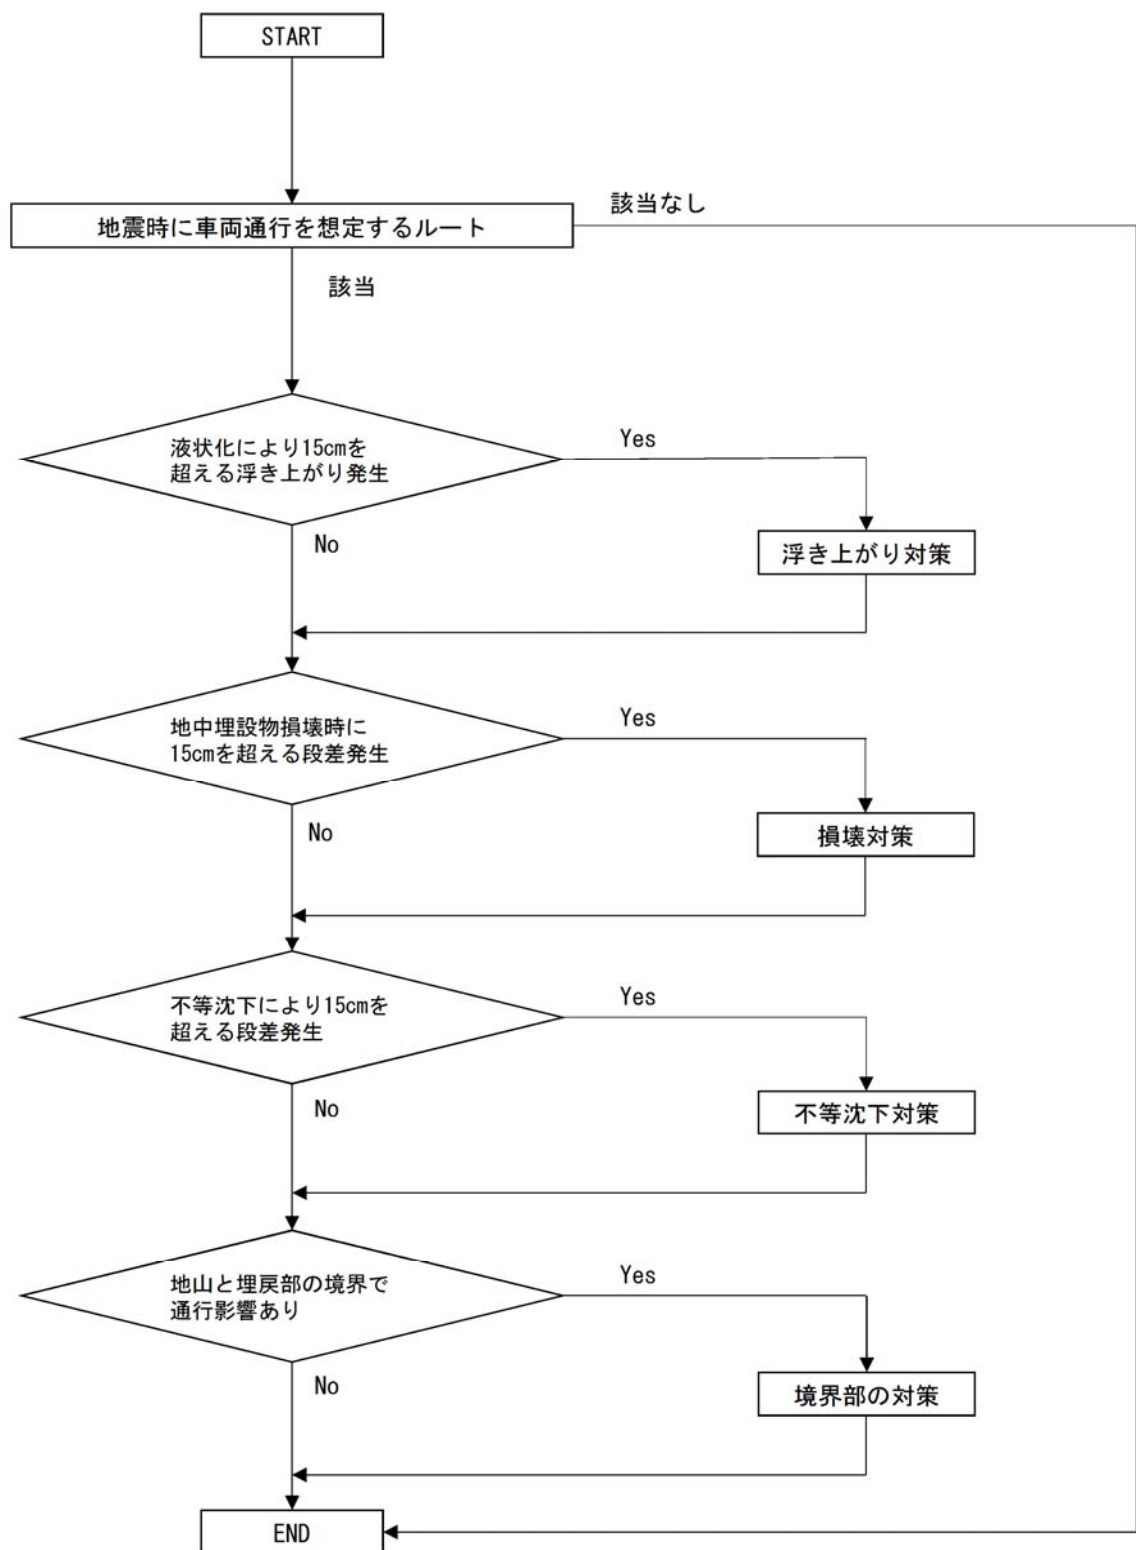 START
該当なし
地震時に車両通行を想定するルート
該当
液状化により15cmを
超える浮き上がり発生
Yes
No
浮き上がり対策
地中埋設物損壊時に
15cmを超える段差発生
Yes
No
損壊対策
不等沈下により15cmを
超える段差発生
Yes
No
不等沈下対策
地山と埋戻部の境界で
通行影響あり
Yes
No
境界部の対策
END